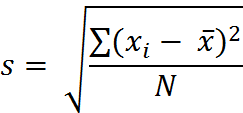 s = √(∑(xᵢ − x̄)² / N)